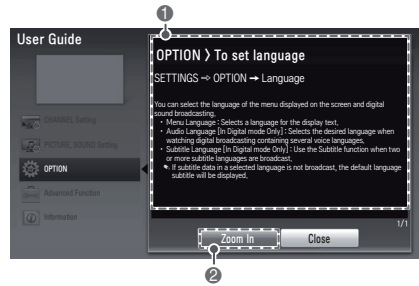 1
User Guide
OPTION > To set language
SETTINGS ⇨ OPTION → Language
You can select the language of the menu displayed on the screen and digital
sound broadcasting.
• Menu Language : Selects a language for the display text.
• Audio Language [In Digital mode Only] : Selects the desired language when
watching digital broadcasting containing several voice languages.
• Subtitle Language [In Digital mode Only] : Use the Subtitle function when two
or more subtitle languages are broadcast.
If subtitle data in a selected language is not broadcast, the default language
subtitle will be displayed.
CHANNEL Setting
PICTURE, SOUND Setting
OPTION
Advanced Function
Information
1/1
Zoom In
Close
2